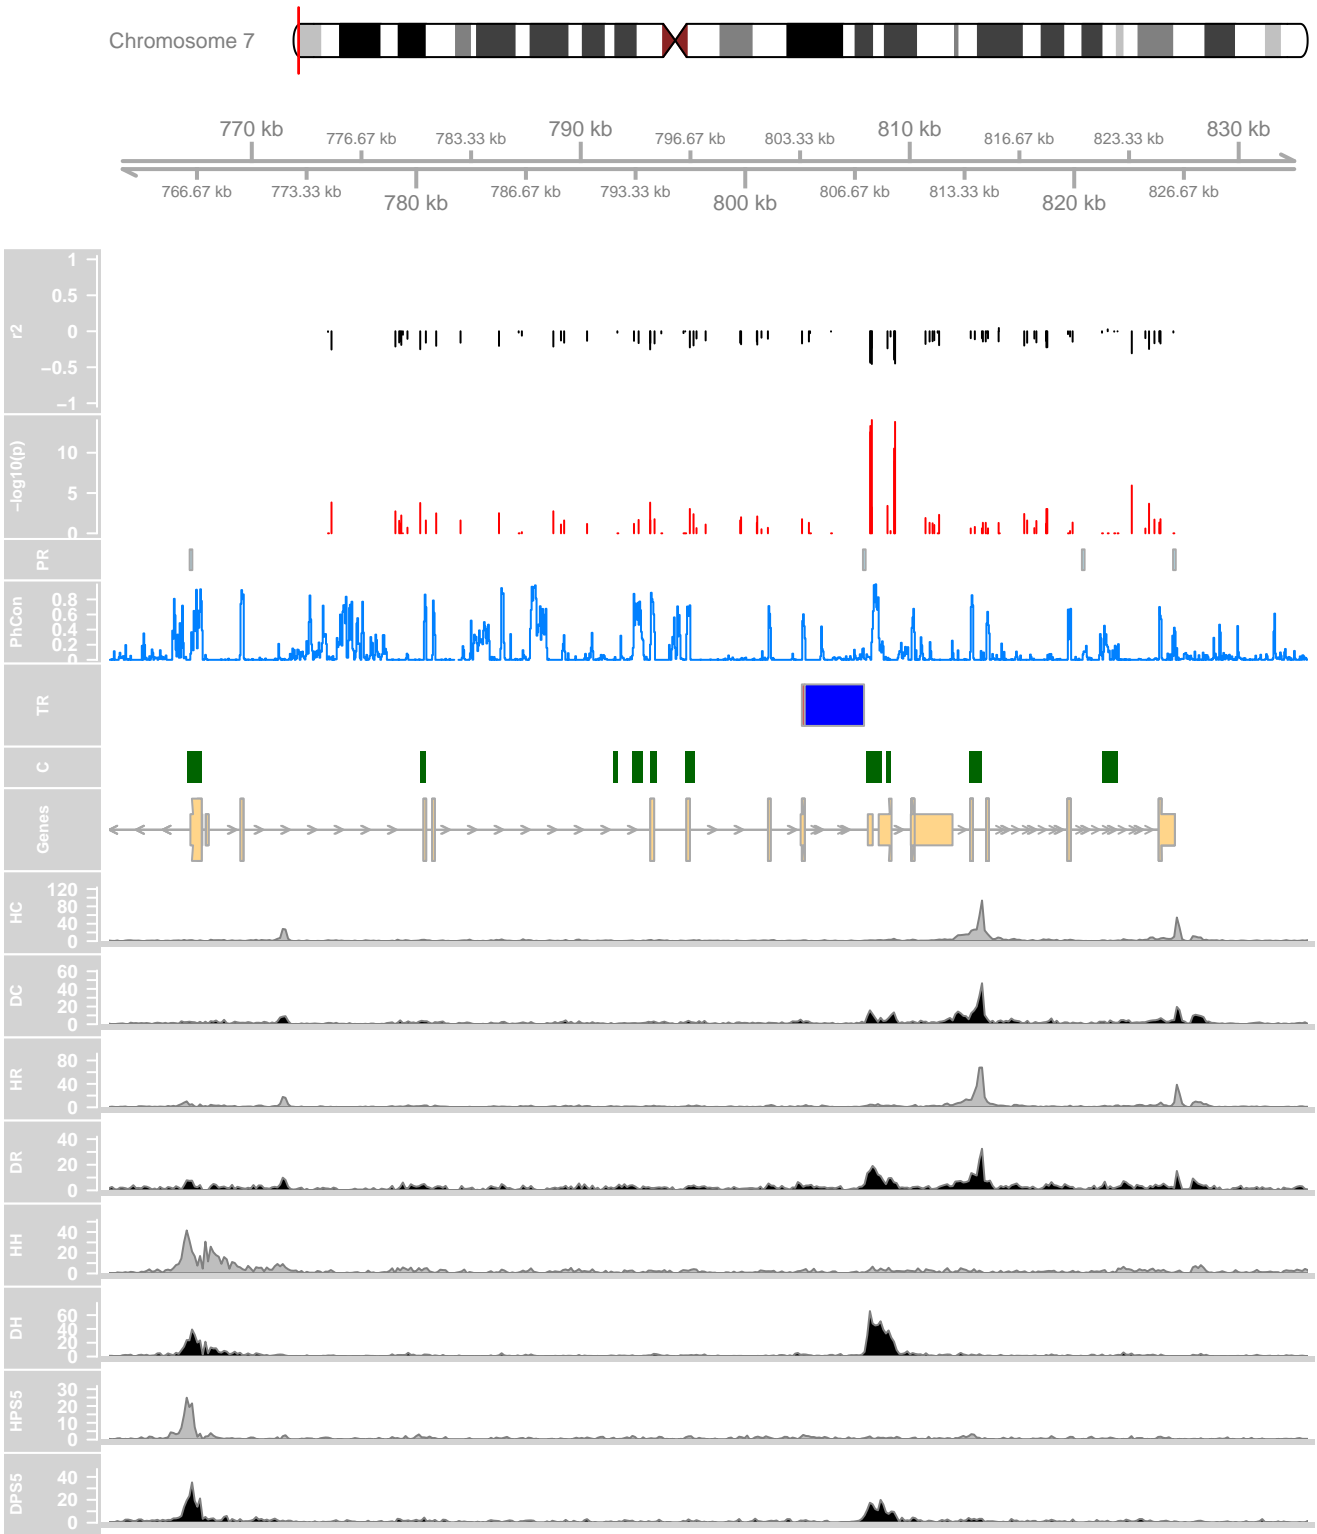 Chromosome 7
770 kb
790 kb
810 kb
830 kb
776.67 kb
783.33 kb
796.67 kb
803.33 kb
816.67 kb
823.33 kb
766.67 kb
773.33 kb
786.67 kb
793.33 kb
806.67 kb
813.33 kb
826.67 kb
780 kb
800 kb
820 kb
r2
1
0.5
0
−0.5
−1
−log10(p)
10
5
0
PR
PhCon
0.8
0.6
0.4
0.2
0
TR
C
Genes
HC
120
80
40
0
DC
60
40
20
0
HR
80
40
0
DR
40
20
0
HH
40
20
0
DH
60
40
20
0
HPS5
30
20
10
0
DPS5
40
20
0